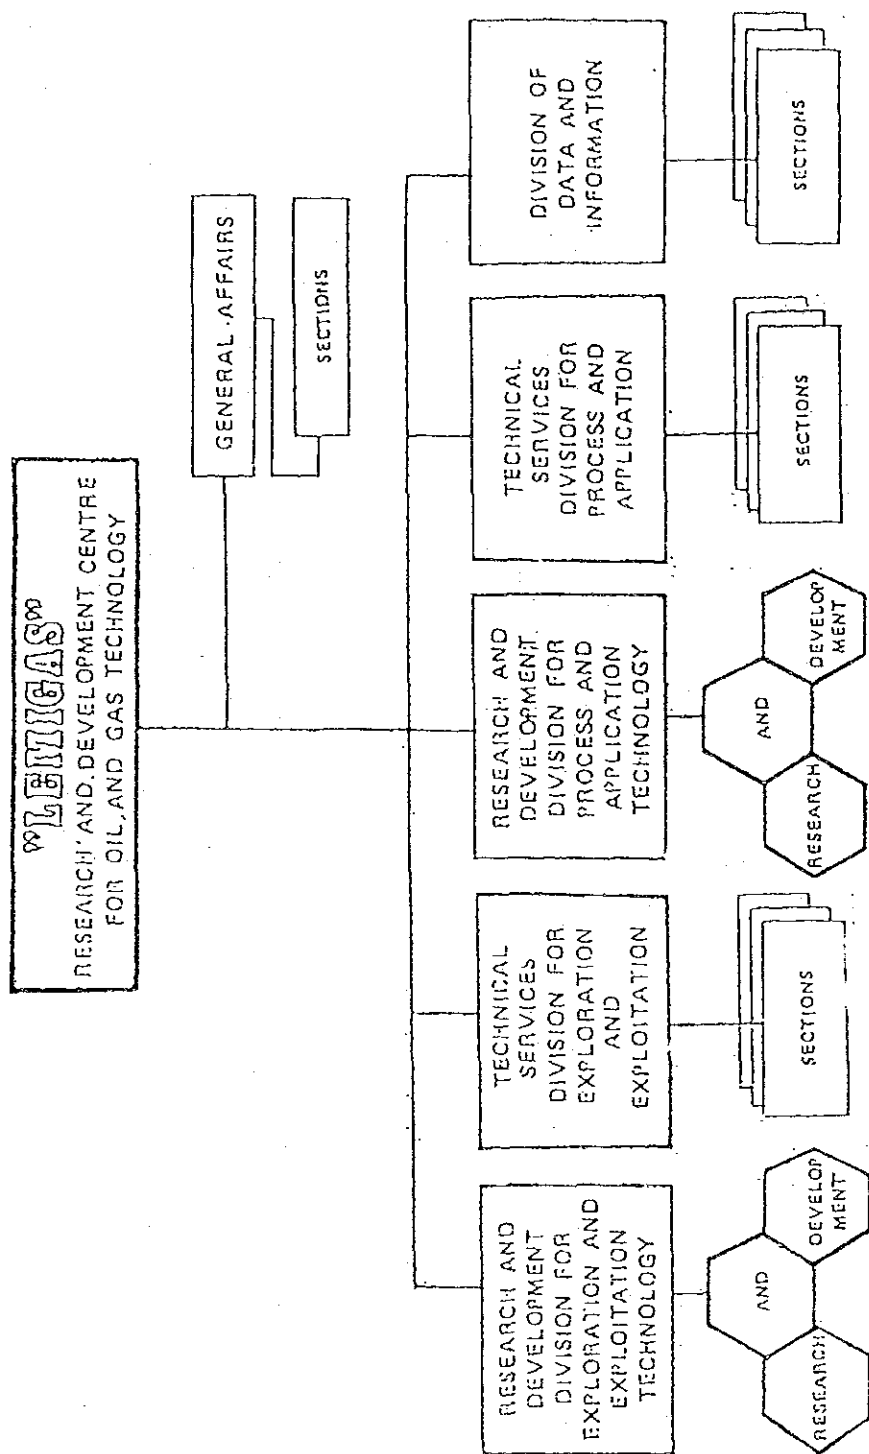 "LEMIGAS"
RESEARCH AND DEVELOPMENT CENTRE
FOR OIL AND GAS TECHNOLOGY
GENERAL AFFAIRS
SECTIONS
RESEARCH AND
DEVELOPMENT
DIVISION FOR
EXPLORATION AND
EXPLOITATION
TECHNOLOGY
TECHNICAL
SERVICES
DIVISION FOR
EXPLORATION
AND
EXPLOITATION
RESEARCH AND
DEVELOPMENT
DIVISION FOR
PROCESS AND
APPLICATION
TECHNOLOGY
TECHNICAL
SERVICES
DIVISION FOR
PROCESS AND
APPLICATION
DIVISION OF
DATA AND
INFORMATION
RESEARCH
AND
DEVELOP
MENT
SECTIONS
RESEARCH
AND
DEVELOP
MENT
SECTIONS
SECTIONS